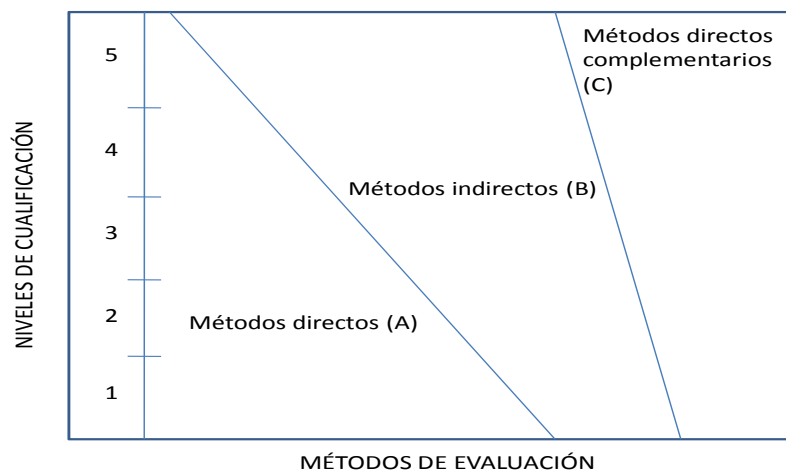 Métodos directos
complementarios
(C)
5
4
Métodos indirectos (B)
3
2
Métodos directos (A)
1
NIVELES DE CUALIFICACIÓN
MÉTODOS DE EVALUACIÓN